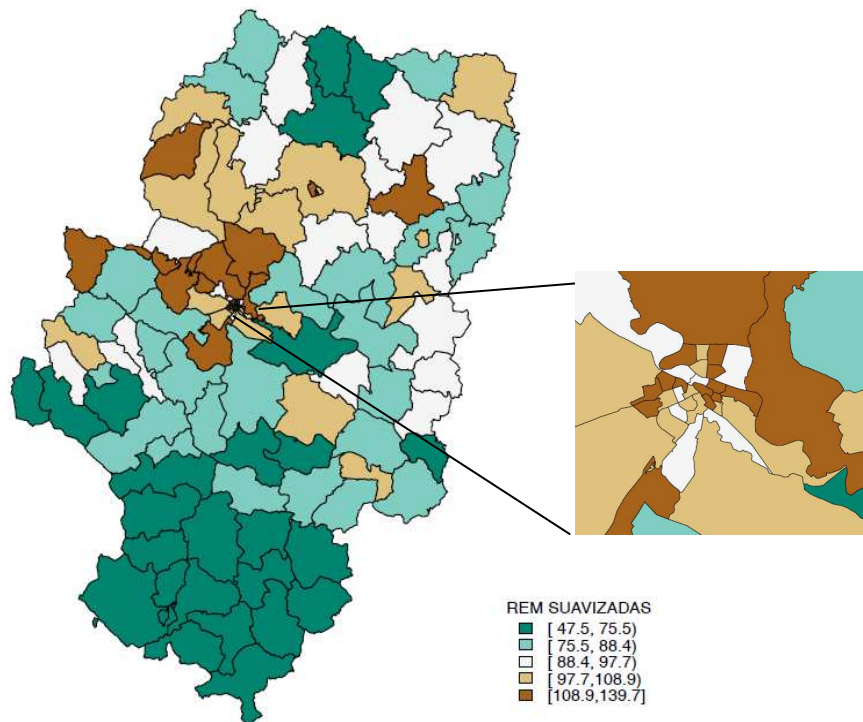 REM SUAVIZADAS
[ 47.5, 75.5)
[ 75.5, 88.4)
[ 88.4, 97.7)
[ 97.7,108.9)
[108.9,139.7]